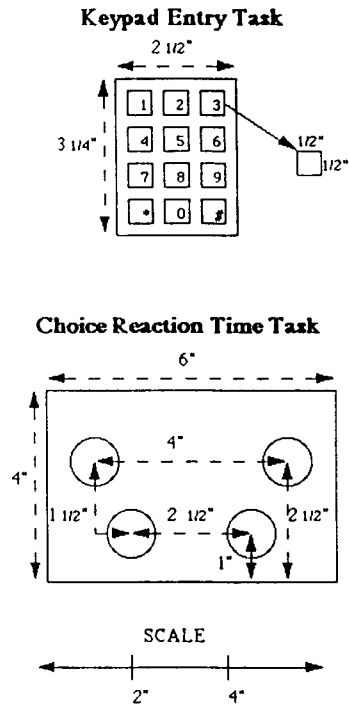 Keypad Entry Task
2 1/2"
3 1/4"
1 2 3
4 5 6
7 8 9
* 0 #
1/2"
1/2"
Choice Reaction Time Task
6"
4"
4"
1 1/2"
2 1/2"
2 1/2"
1"
SCALE
2" 4"